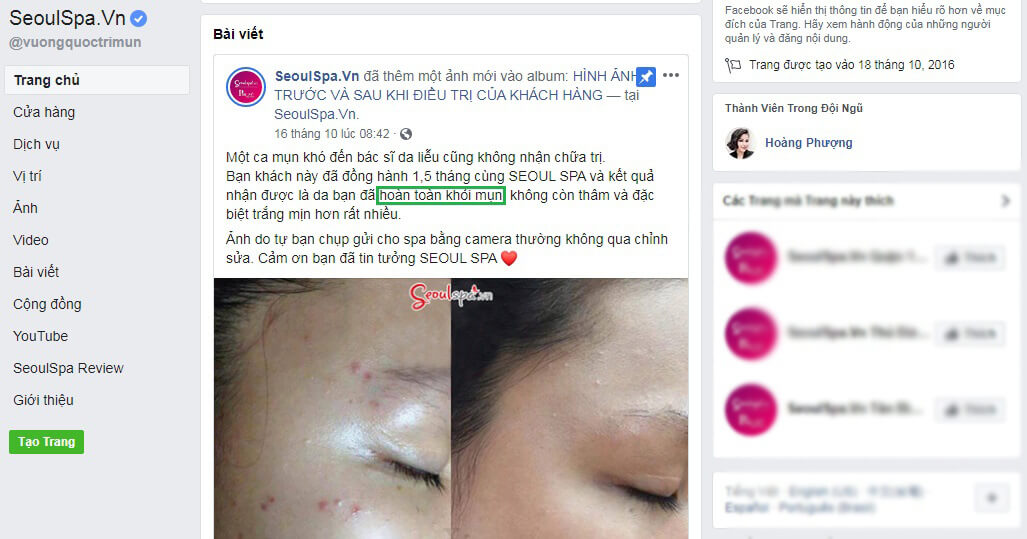 SeoulSpa.Vn
@vuongquoctrimun
Trang chủ
Cửa hàng
Dịch vụ
Vị trí
Ảnh
Video
Bài viết
Cộng đồng
YouTube
SeoulSpa Review
Giới thiệu
Tạo Trang
Bài viết
SeoulSpa.Vn đã thêm một ảnh mới vào album: HÌNH ẢNH
TRƯỚC VÀ SAU KHI ĐIỀU TRỊ CỦA KHÁCH HÀNG — tại
SeoulSpa.Vn.
16 tháng 10 lúc 08:42 ·
Một ca mụn khó đến bác sĩ da liễu cũng không nhận chữa trị.
Bạn khách này đã đồng hành 1,5 tháng cùng SEOUL SPA và kết quả
nhận được là da bạn đã hoàn toàn khỏi mụn không còn thâm và đặc
biệt trắng mịn hơn rất nhiều.
Ảnh do tự bạn chụp gửi cho spa bằng camera thường không qua chỉnh
sửa. Cảm ơn bạn đã tin tưởng SEOUL SPA ❤
Seoulspa.vn
Facebook sẽ hiển thị thông tin để bạn hiểu rõ hơn về mục
đích của Trang. Hãy xem hành động của những người
quản lý và đăng nội dung.
Trang được tạo vào 18 tháng 10, 2016
Thành Viên Trong Đội Ngũ
Hoàng Phượng
Các Trang mà Trang này thích